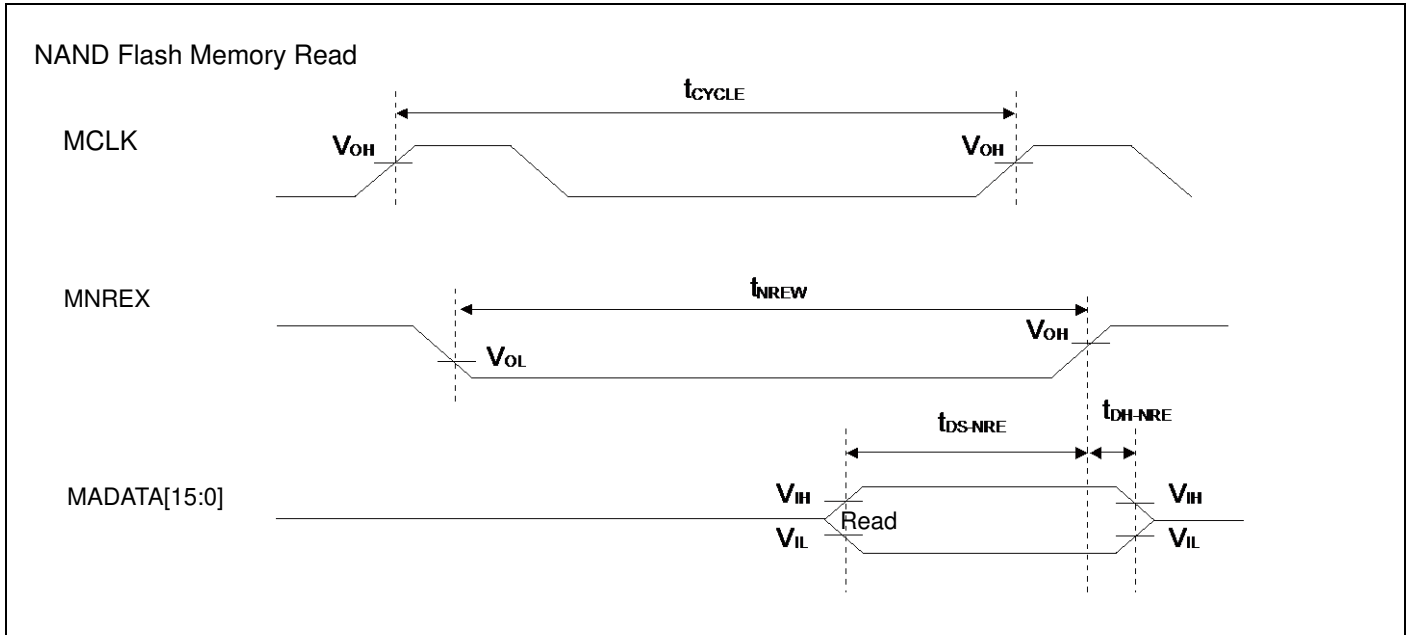 NAND Flash Memory Read
tCYCLE
MCLK
VOH
VOH
MNREX
tNREW
VOH
VOL
tDS-NRE
tDH-NRE
MADATA[15:0]
VIH
VIH
Read
VIL
VIL